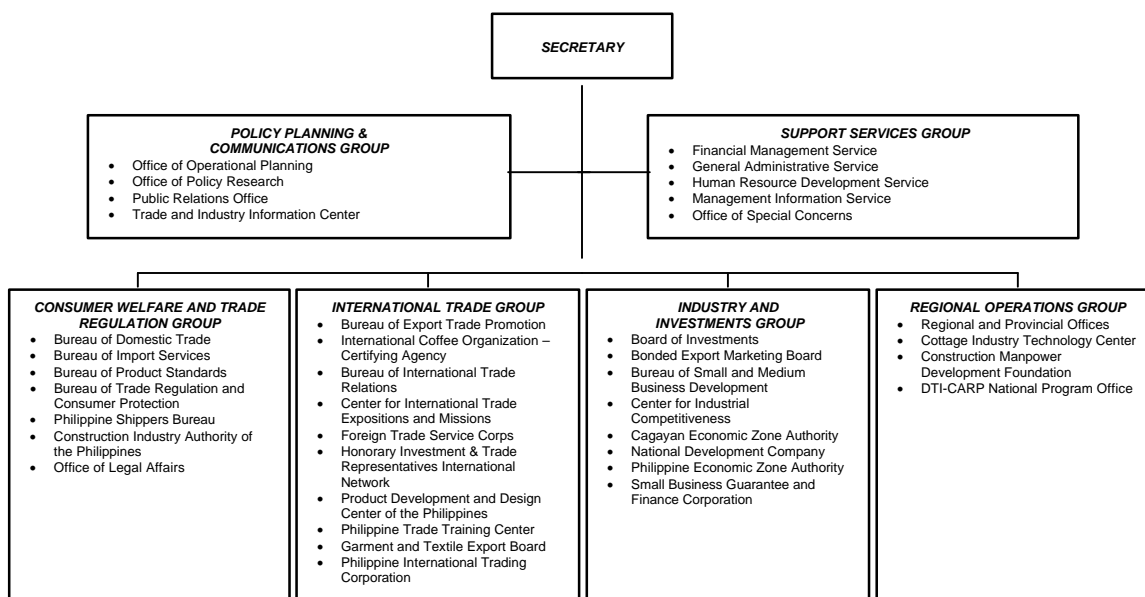 SECRETARY
POLICY PLANNING &
COMMUNICATIONS GROUP
• Office of Operational Planning
• Office of Policy Research
• Public Relations Office
• Trade and Industry Information Center
SUPPORT SERVICES GROUP
• Financial Management Service
• General Administrative Service
• Human Resource Development Service
• Management Information Service
• Office of Special Concerns
CONSUMER WELFARE AND TRADE
REGULATION GROUP
• Bureau of Domestic Trade
• Bureau of Import Services
• Bureau of Product Standards
• Bureau of Trade Regulation and
Consumer Protection
• Philippine Shippers Bureau
• Construction Industry Authority of
the Philippines
• Office of Legal Affairs
INTERNATIONAL TRADE GROUP
• Bureau of Export Trade Promotion
• International Coffee Organization –
Certifying Agency
• Bureau of International Trade
Relations
• Center for International Trade
Expositions and Missions
• Foreign Trade Service Corps
• Honorary Investment & Trade
Representatives International
Network
• Product Development and Design
Center of the Philippines
• Philippine Trade Training Center
• Garment and Textile Export Board
• Philippine International Trading
Corporation
INDUSTRY AND
INVESTMENTS GROUP
• Board of Investments
• Bonded Export Marketing Board
• Bureau of Small and Medium
Business Development
• Center for Industrial
Competitiveness
• Cagayan Economic Zone Authority
• National Development Company
• Philippine Economic Zone Authority
• Small Business Guarantee and
Finance Corporation
REGIONAL OPERATIONS GROUP
• Regional and Provincial Offices
• Cottage Industry Technology Center
• Construction Manpower
Development Foundation
• DTI-CARP National Program Office